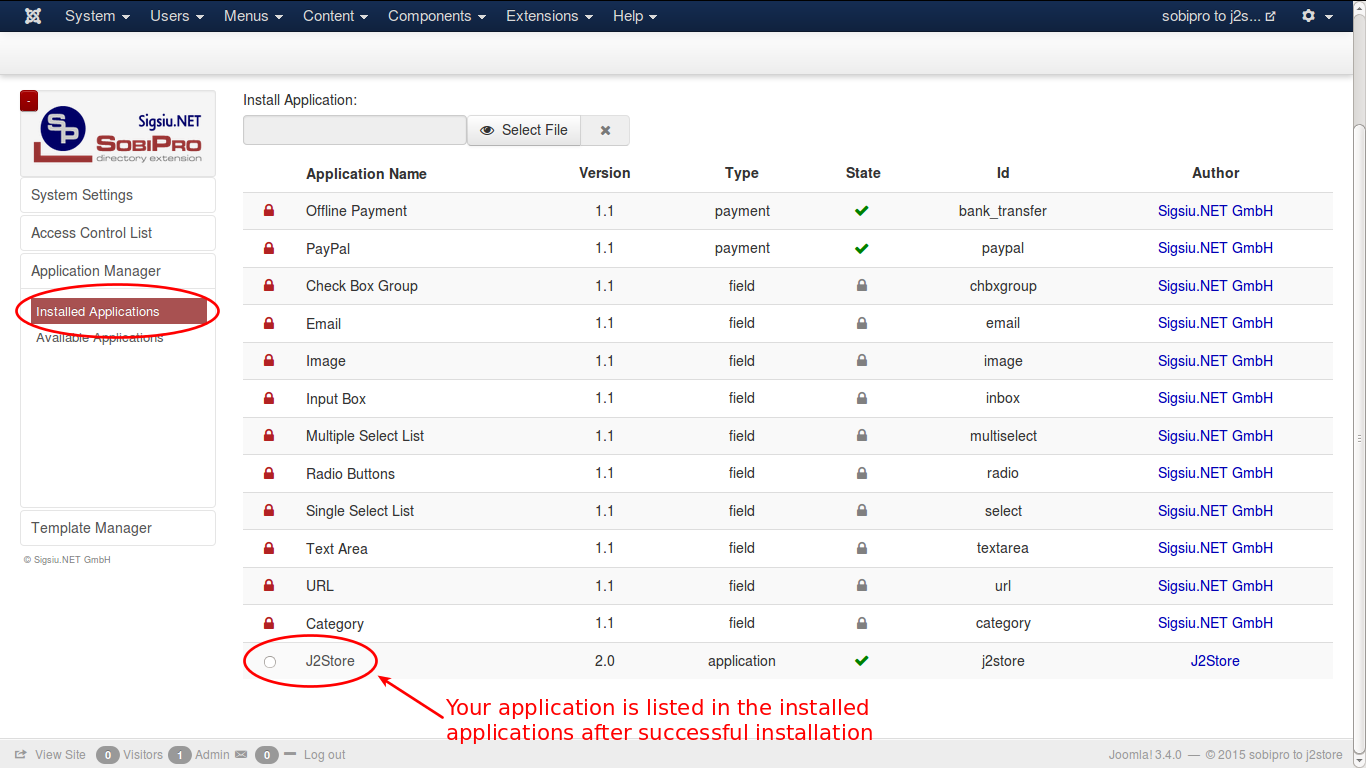 System Users Menus Content Components Extensions Help sobipro to j2s...
-
Sigsiu.NET
SP
SOBIPRO
directory extension
System Settings
Access Control List
Application Manager
Installed Applications
Available Applications
Template Manager
© Sigsiu.NET GmbH
Install Application:
Select File
Application Name Version Type State Id Author
Offline Payment 1.1 payment bank_transfer Sigsiu.NET GmbH
PayPal 1.1 payment paypal Sigsiu.NET GmbH
Check Box Group 1.1 field chbxgroup Sigsiu.NET GmbH
Email 1.1 field email Sigsiu.NET GmbH
Image 1.1 field image Sigsiu.NET GmbH
Input Box 1.1 field inbox Sigsiu.NET GmbH
Multiple Select List 1.1 field multiselect Sigsiu.NET GmbH
Radio Buttons 1.1 field radio Sigsiu.NET GmbH
Single Select List 1.1 field select Sigsiu.NET GmbH
Text Area 1.1 field textarea Sigsiu.NET GmbH
URL 1.1 field url Sigsiu.NET GmbH
Category 1.1 field category Sigsiu.NET GmbH
J2Store 2.0 application j2store J2Store
Your application is listed in the installed
applications after successful installation
View Site 0 Visitors 1 Admin 0 Log out Joomla! 3.4.0 — © 2015 sobipro to j2store